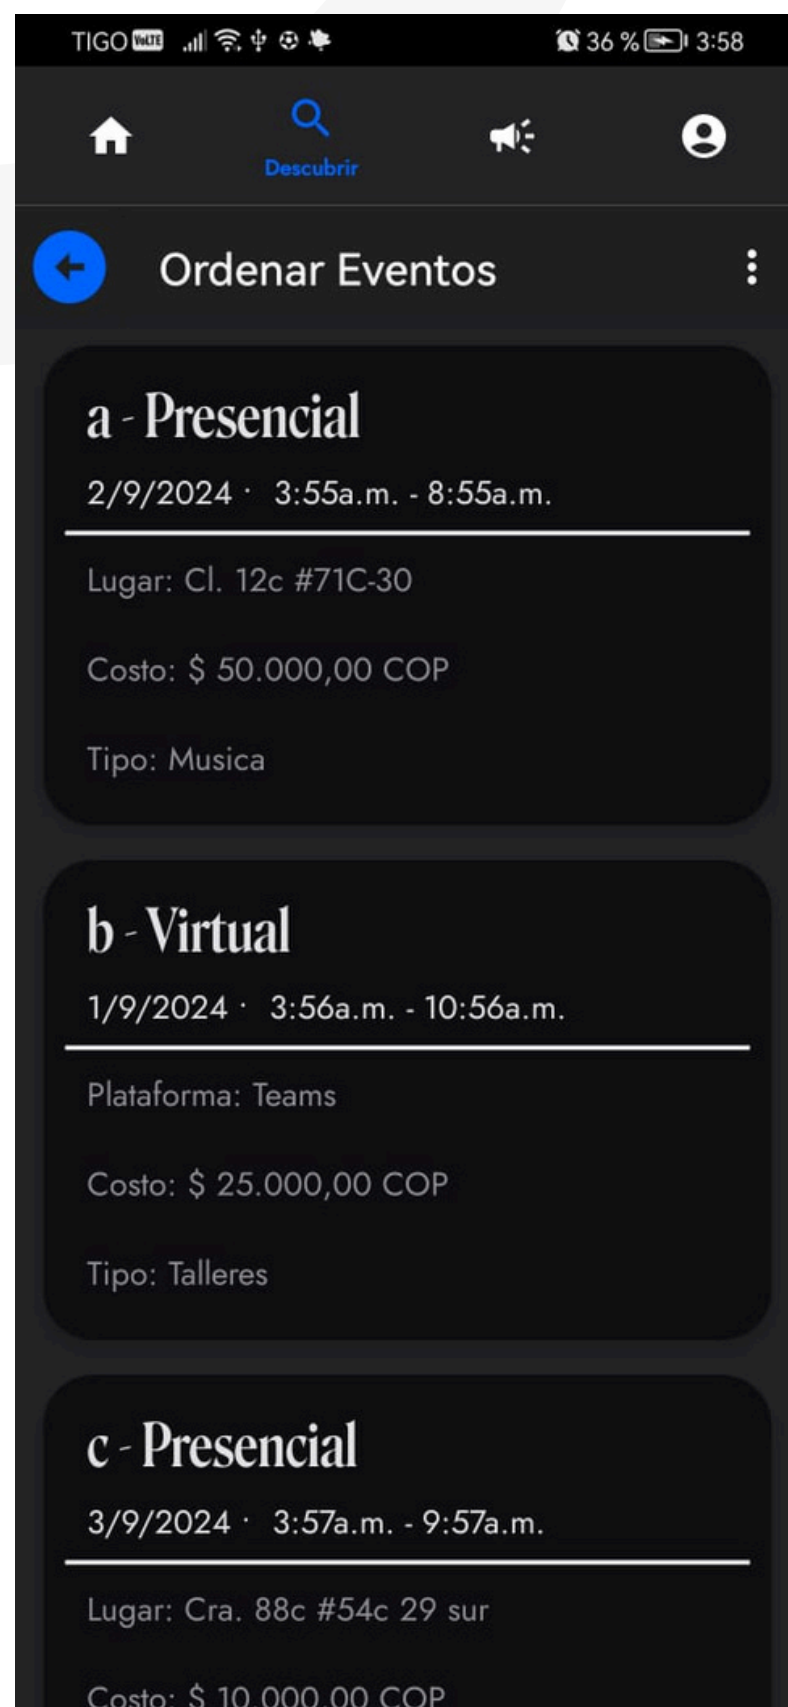 TIGO VoLTE 36 % 3:58
Descubrir
Ordenar Eventos
a - Presencial
2/9/2024 · 3:55a.m. - 8:55a.m.
Lugar: Cl. 12c #71C-30
Costo: $ 50.000,00 COP
Tipo: Musica
b - Virtual
1/9/2024 · 3:56a.m. - 10:56a.m.
Plataforma: Teams
Costo: $ 25.000,00 COP
Tipo: Talleres
c - Presencial
3/9/2024 · 3:57a.m. - 9:57a.m.
Lugar: Cra. 88c #54c 29 sur
Costo: $ 10.000,00 COP